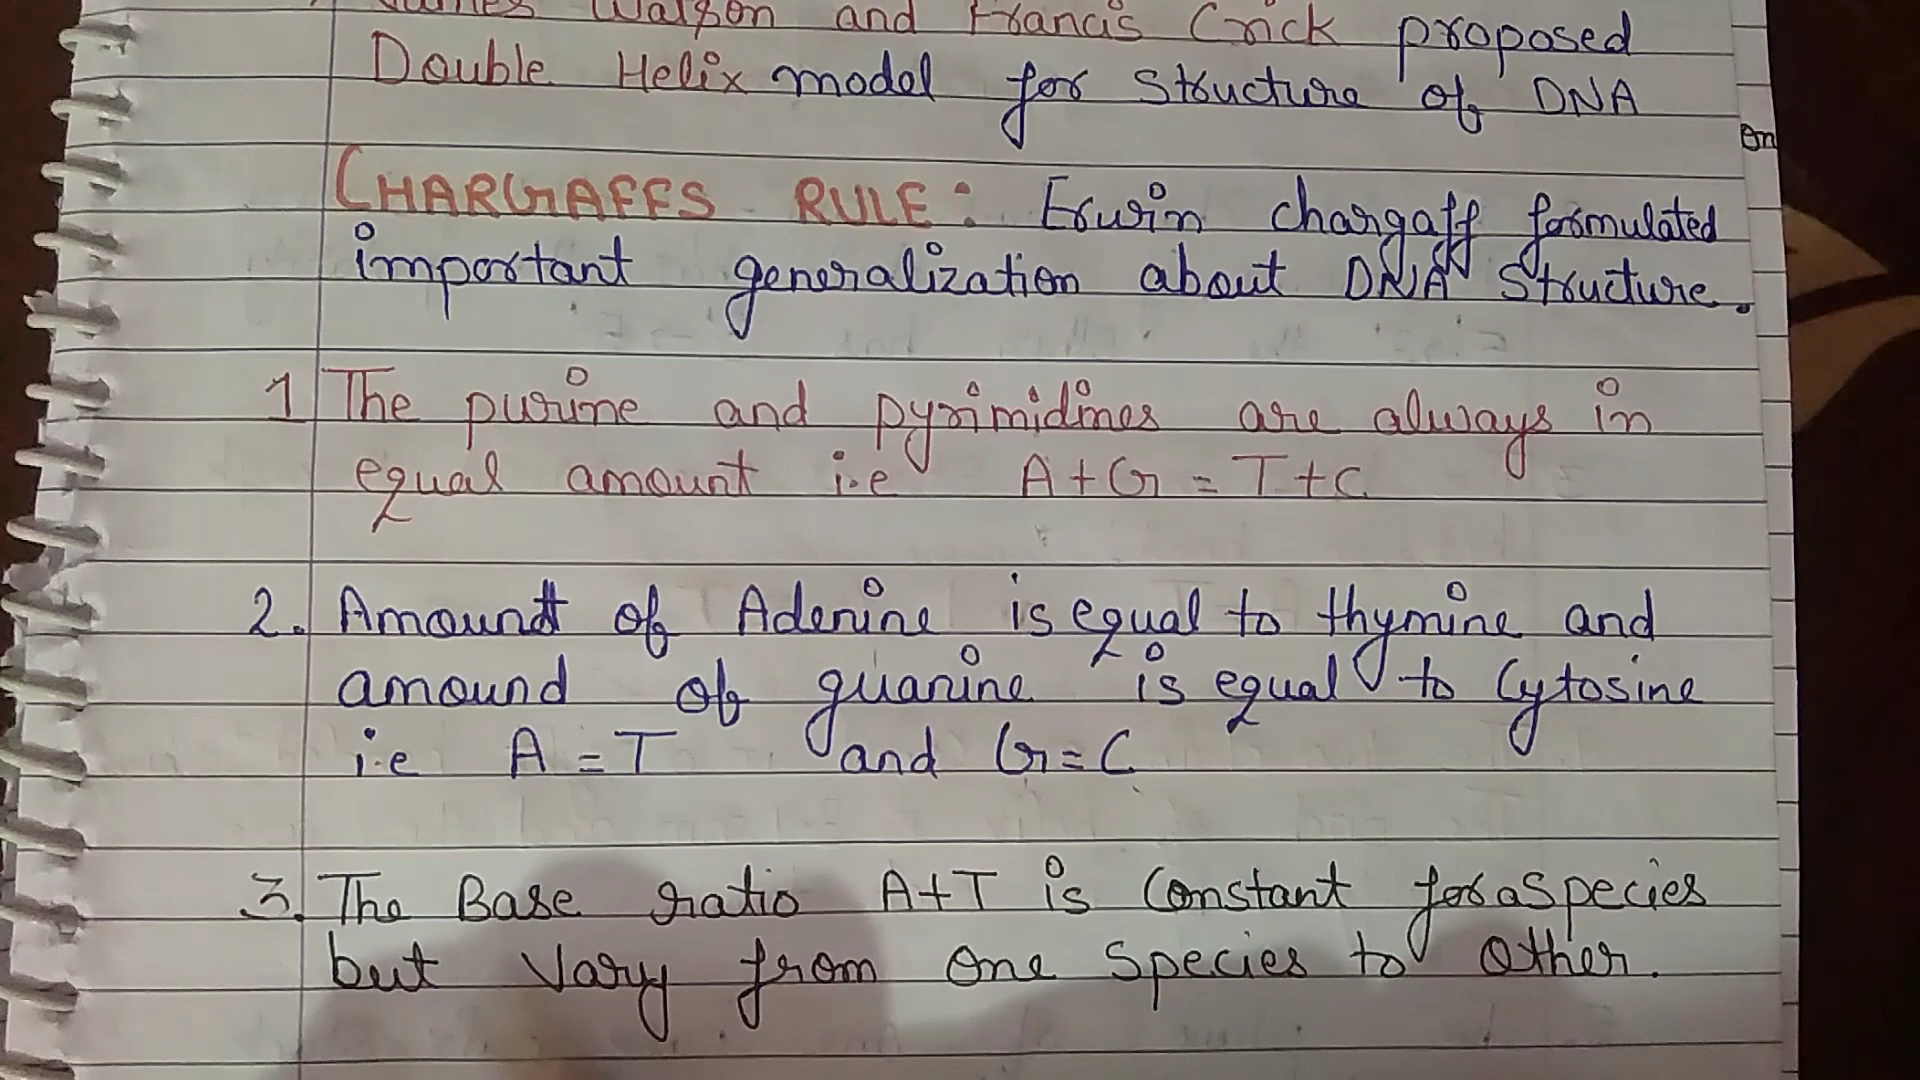 James Watson and Francis Crick proposed
Double Helix model for Structure of DNA
on
CHARGAFFS RULE: Erwin chargaff formulated
important generalization about DNA Structure.
1 The purine and pyrimidines are always in
equal amount i.e A+G = T+C
2. Amount of Adenine is equal to thymine and
amound of guanine is equal to Cytosine
i.e A = T and G = C
3. The Base ratio A+T is Constant for a species
but vary from one species to other.